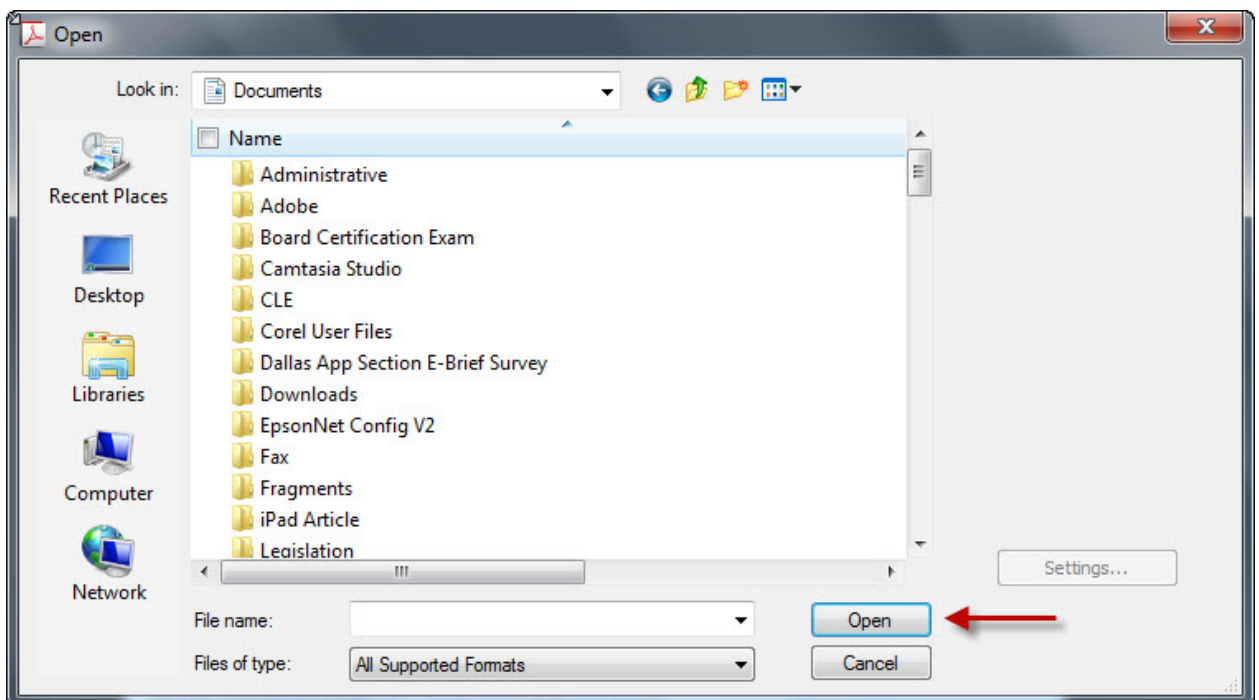 Open
Look in: Documents
Name
Administrative
Adobe
Board Certification Exam
Camtasia Studio
CLE
Corel User Files
Dallas App Section E-Brief Survey
Downloads
EpsonNet Config V2
Fax
Fragments
iPad Article
Legislation
Recent Places
Desktop
Libraries
Computer
Network
Settings...
File name: Open
Files of type: All Supported Formats Cancel